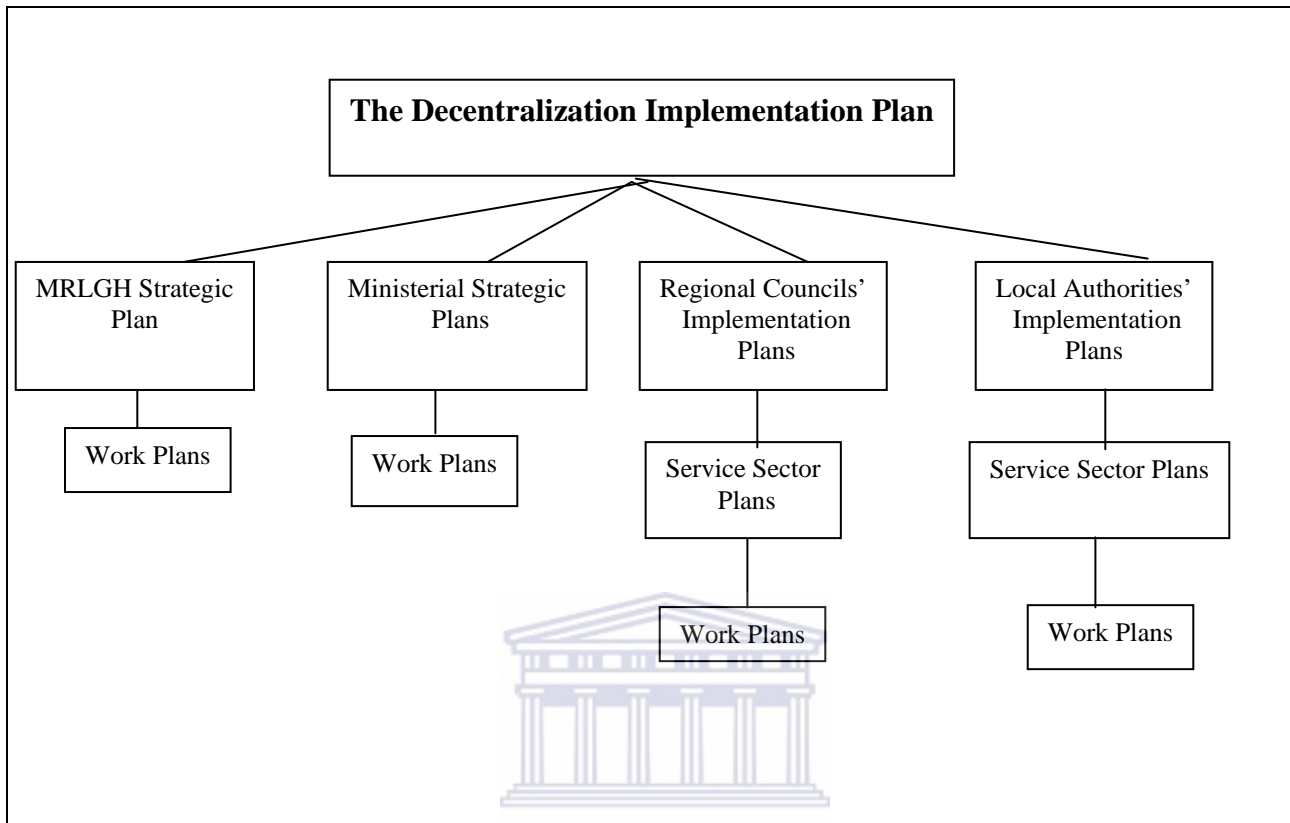 The Decentralization Implementation Plan
MRLGH Strategic
Plan
Ministerial Strategic
Plans
Regional Councils’
Implementation
Plans
Local Authorities’
Implementation
Plans
Work Plans
Work Plans
Service Sector
Plans
Service Sector Plans
Work Plans
Work Plans